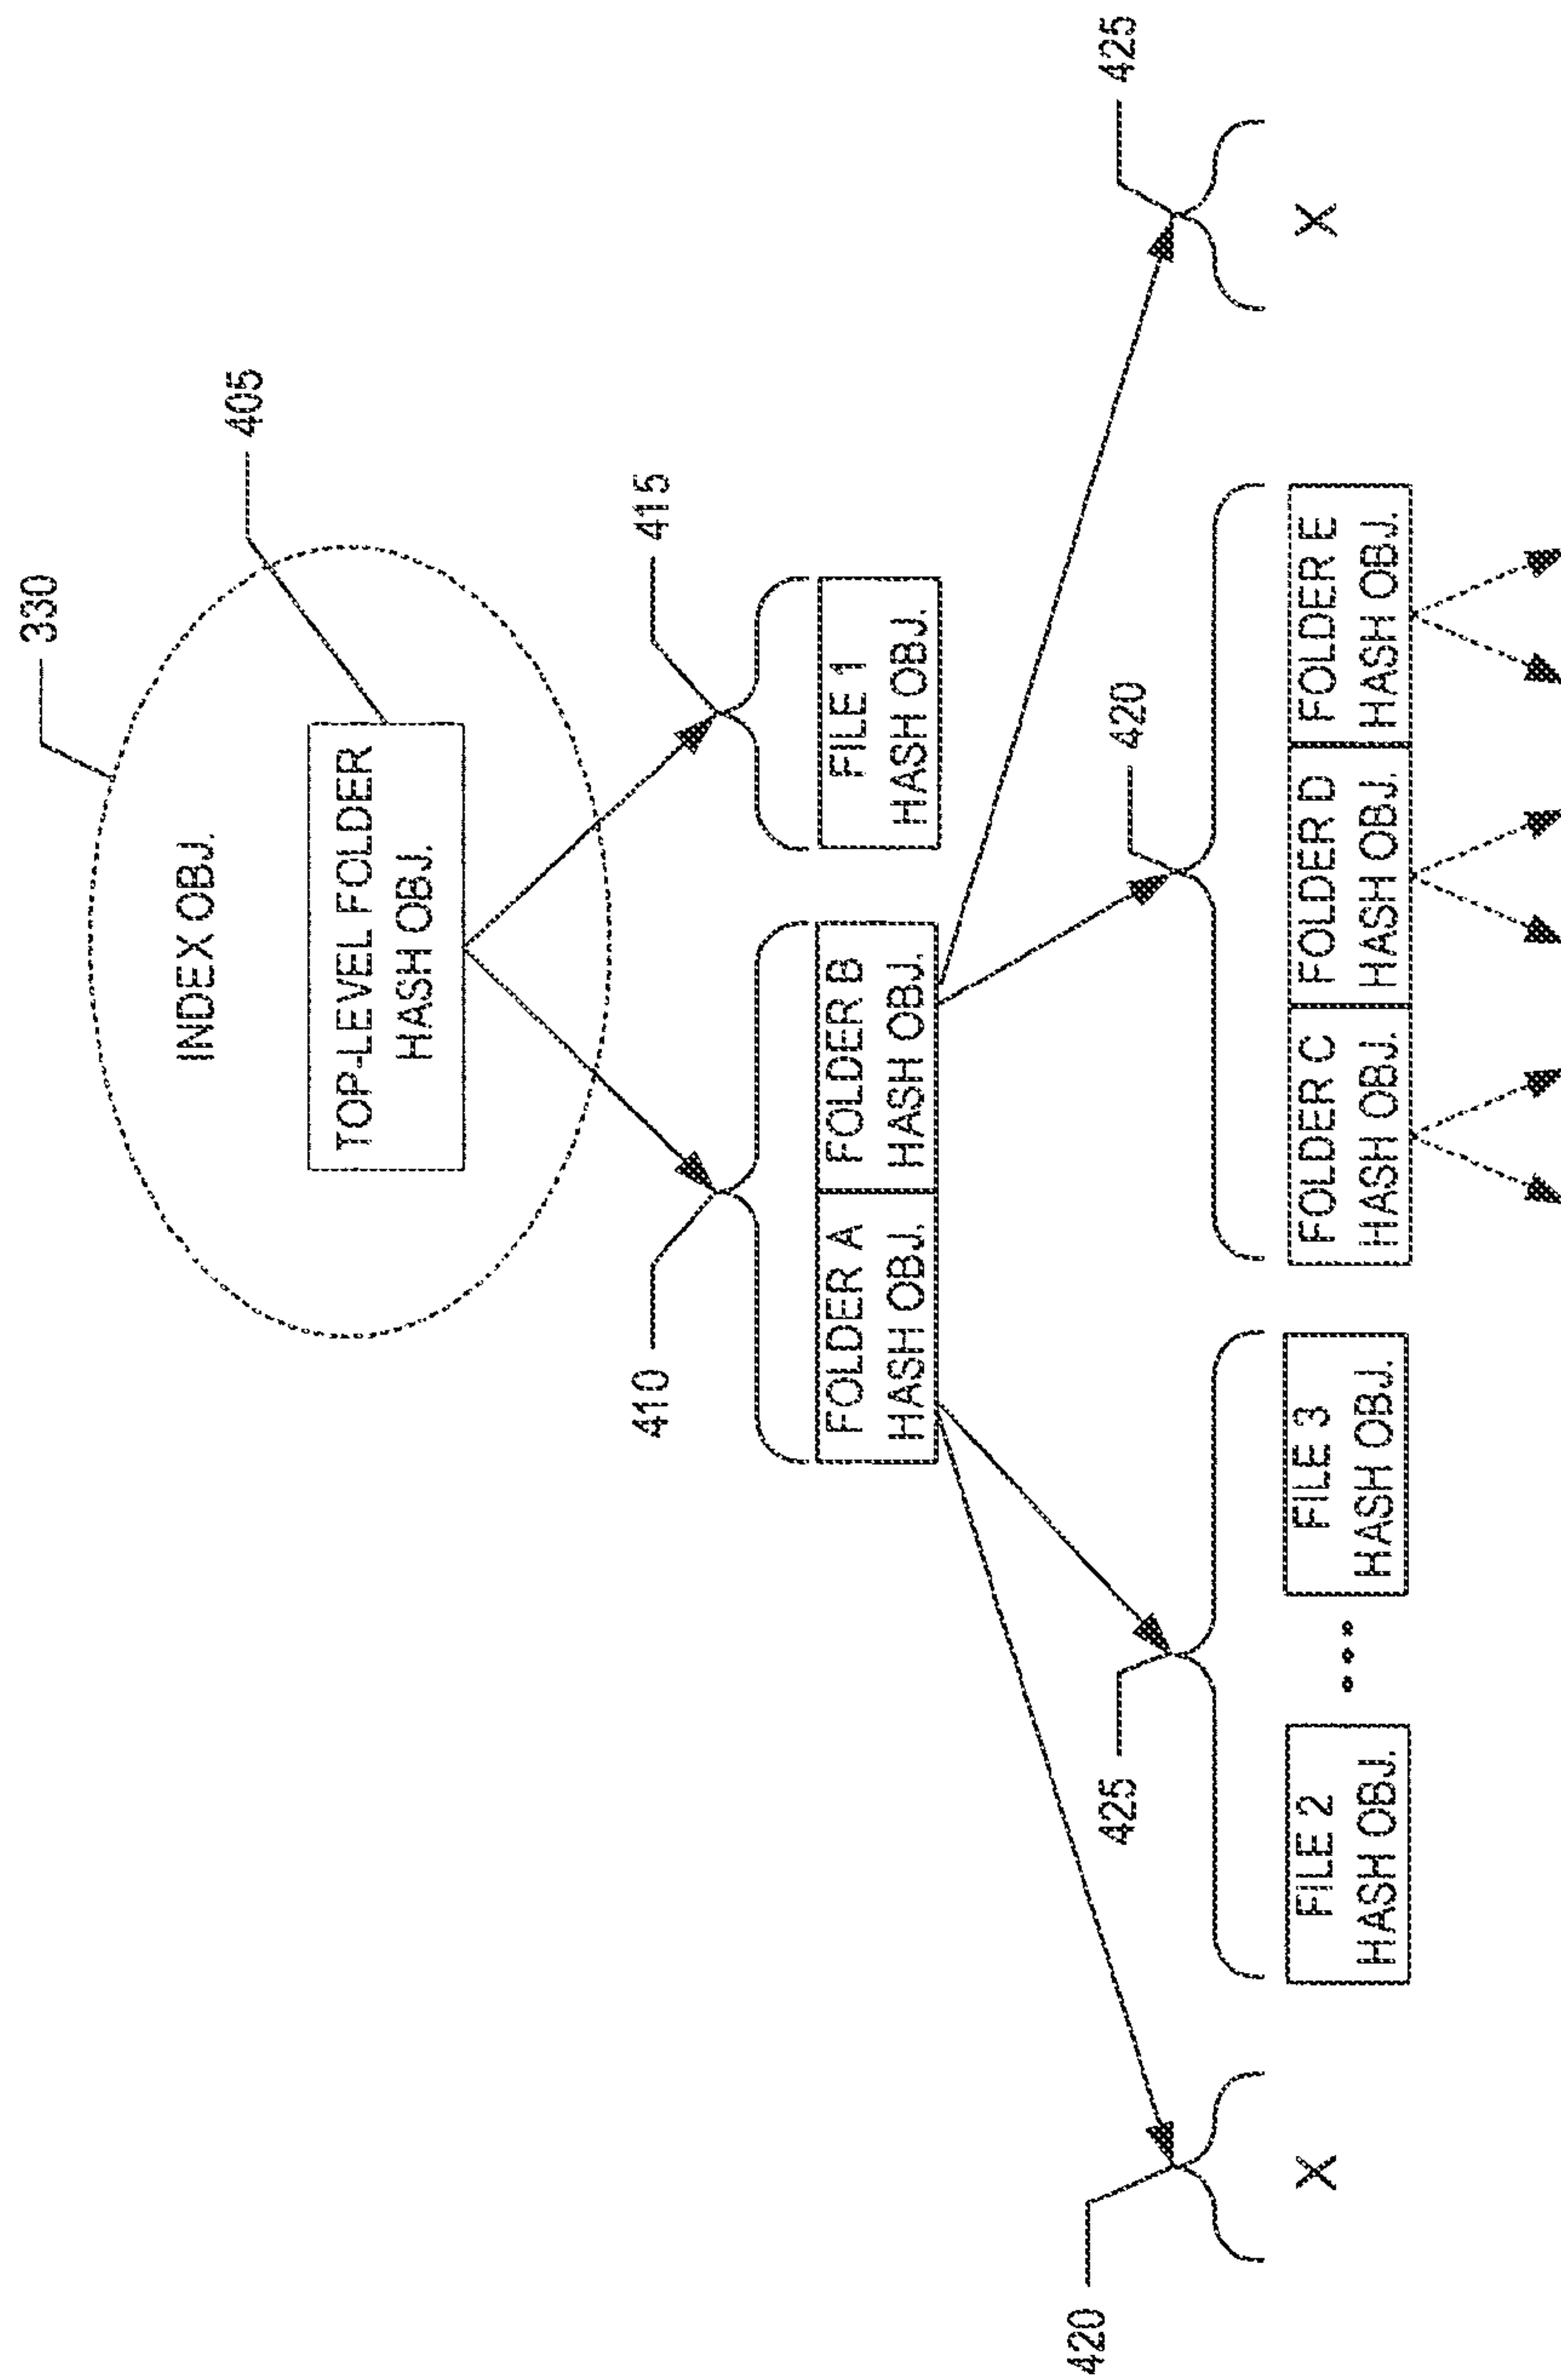 330
INDEX OBJ.
405
TOP-LEVEL FOLDER
HASH OBJ.
410
415
FOLDER A
HASH OBJ.
FOLDER B
HASH OBJ.
FILE 1
HASH OBJ.
420
425
420
425
X
FILE 2
HASH OBJ.
•••
FILE 3
HASH OBJ.
FOLDER C
HASH OBJ.
FOLDER D
HASH OBJ.
FOLDER E
HASH OBJ.
X